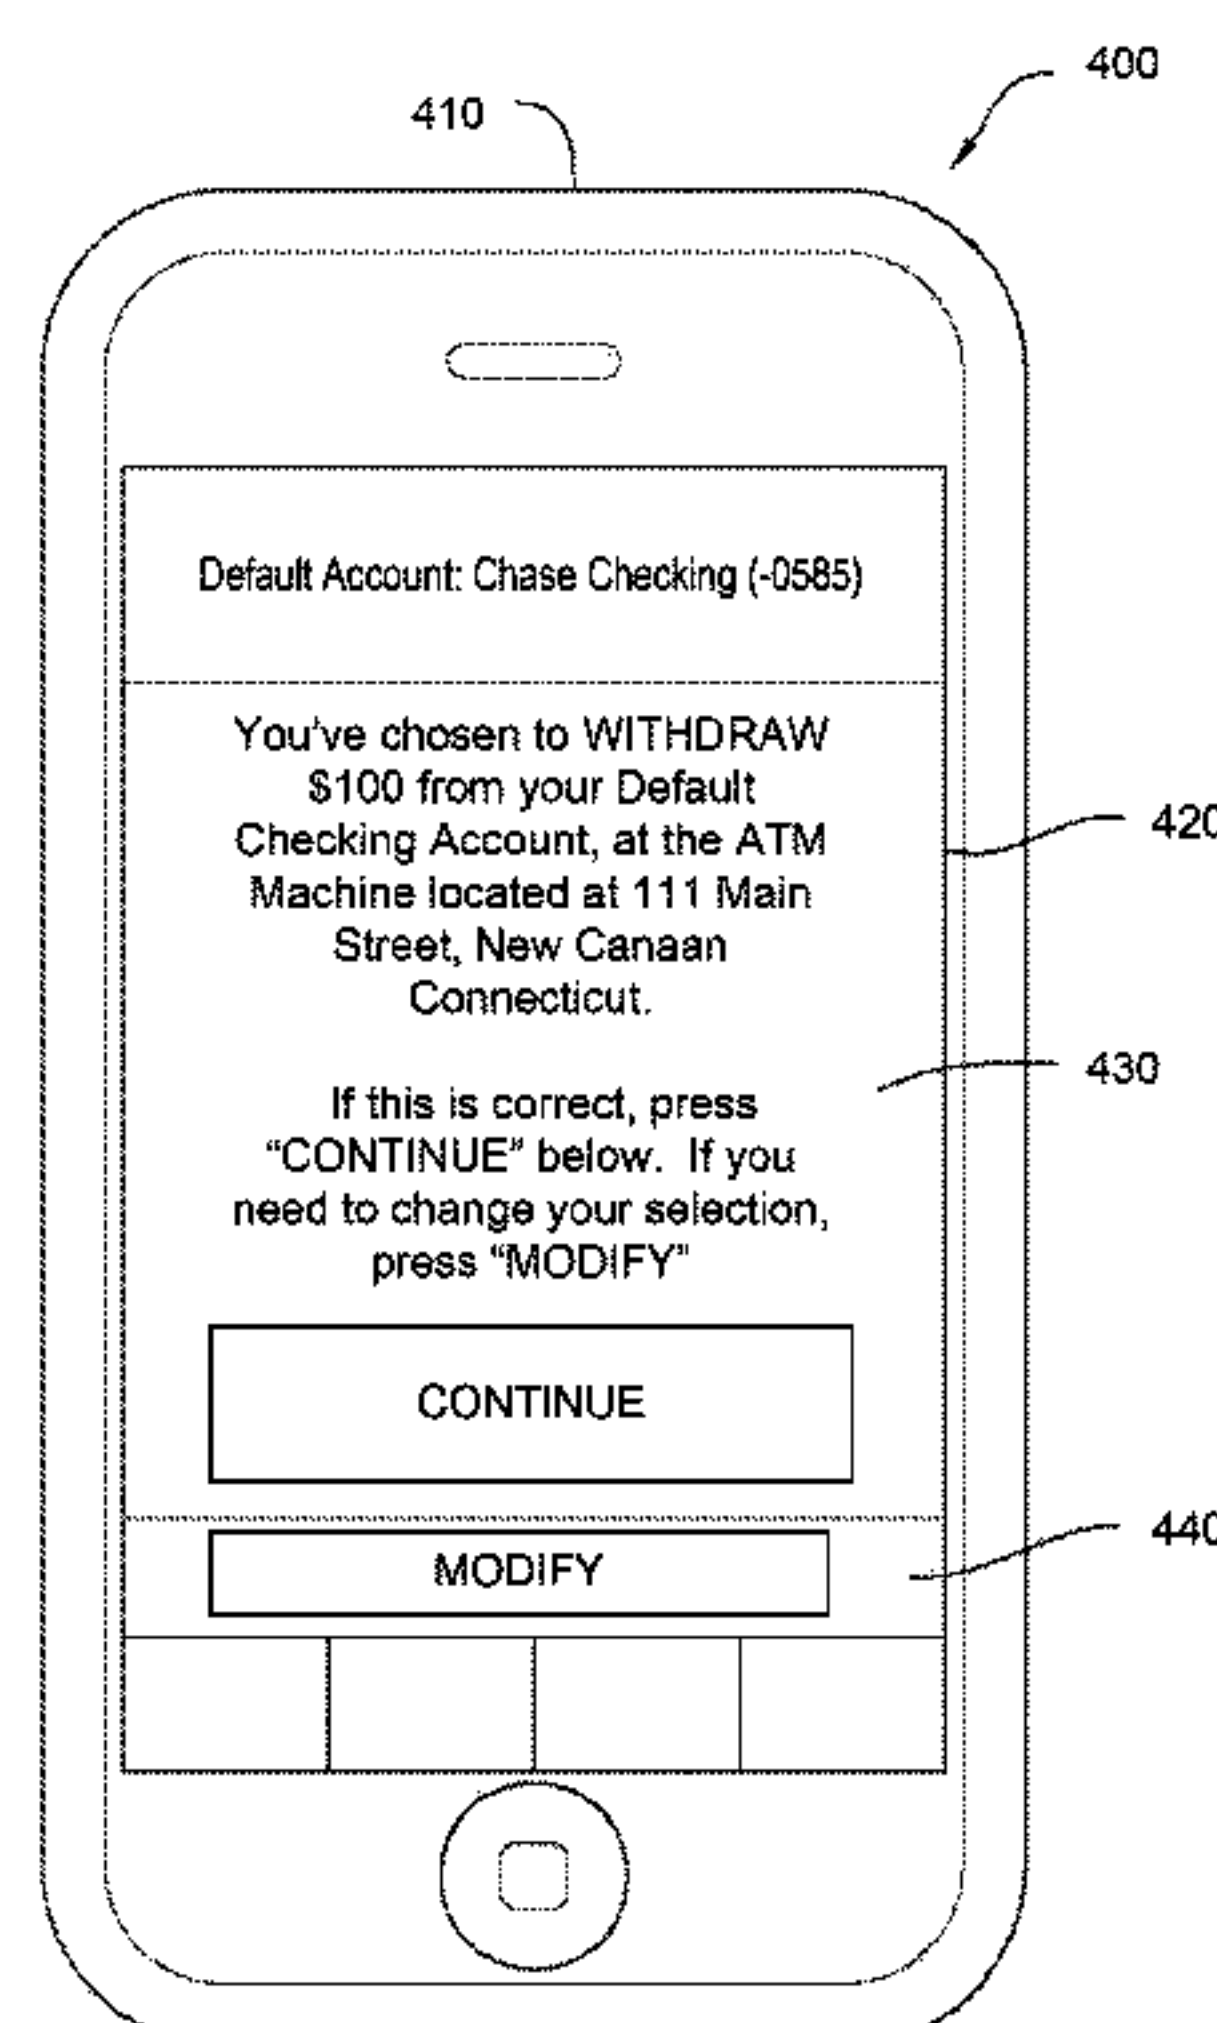 400
410
Default Account: Chase Checking (-0585)
You've chosen to WITHDRAW
$100 from your Default
Checking Account, at the ATM
Machine located at 111 Main
Street, New Canaan
Connecticut.
420
If this is correct, press
"CONTINUE" below. If you
need to change your selection,
press "MODIFY"
430
CONTINUE
MODIFY
440